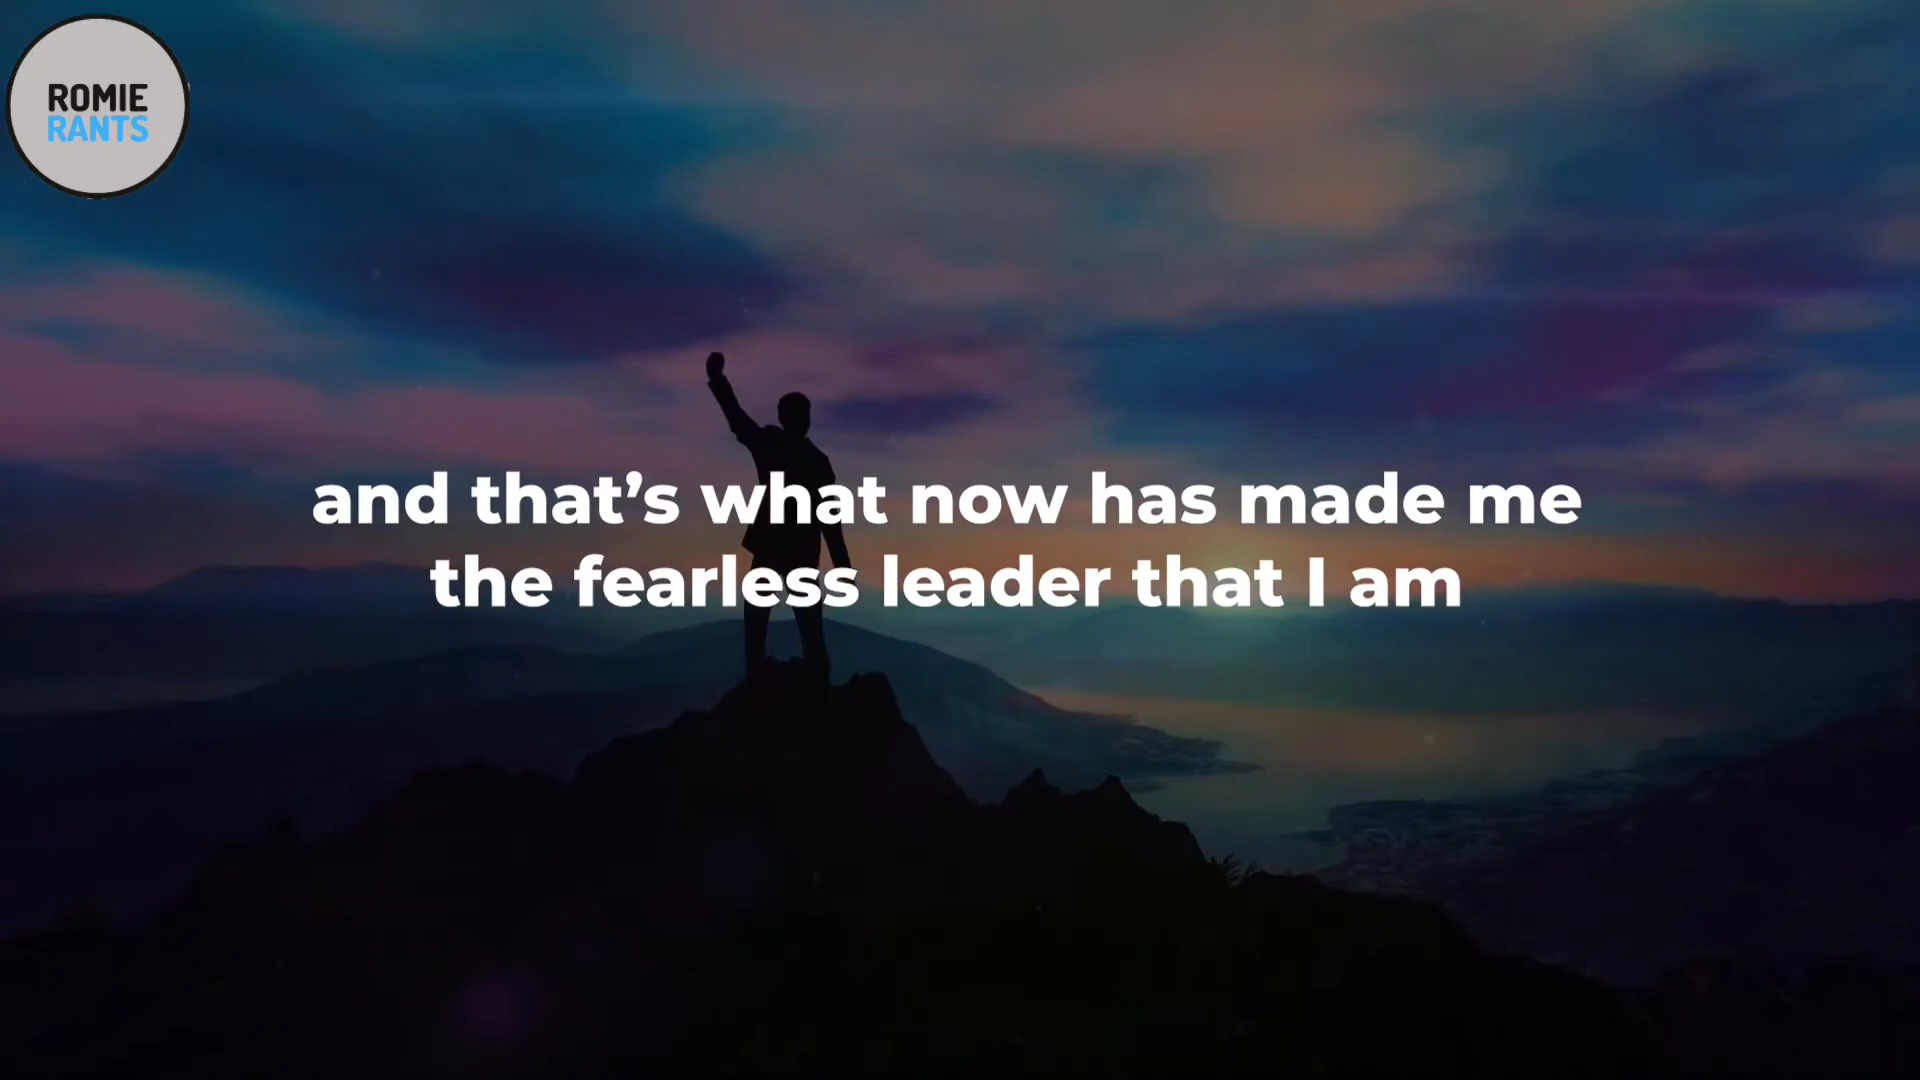 ROMIE
RANTS
and that’s what now has made me
the fearless leader that I am